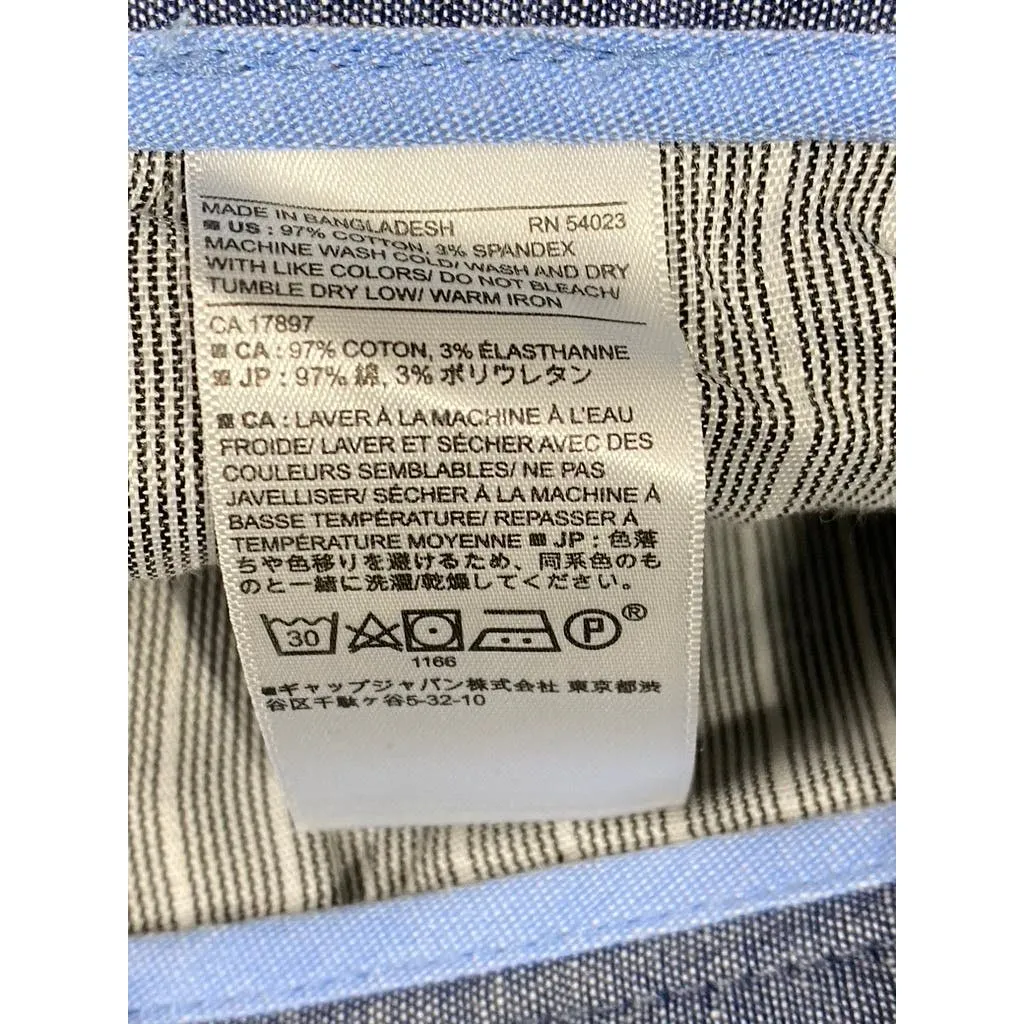 MADE IN BANGLADESH RN 54023
US : 97% COTTON, 3% SPANDEX
MACHINE WASH COLD/ WASH AND DRY
WITH LIKE COLORS/ DO NOT BLEACH/
TUMBLE DRY LOW/ WARM IRON
CA 17897
CA : 97% COTON, 3% ÉLASTHANNE
JP : 97% 綿, 3% ポリウレタン
CA : LAVER À LA MACHINE À L'EAU
FROIDE/ LAVER ET SÉCHER AVEC DES
COULEURS SEMBLABLES/ NE PAS
JAVELLISER/ SÉCHER À LA MACHINE À
BASSE TEMPÉRATURE/ REPASSER À
TEMPÉRATURE MOYENNE JP : 色落
ちや色移りを避けるため、同系色のも
のと一緒に洗濯/乾燥してください。
30 P ®
1166
ギャップジャパン株式会社 東京都渋
谷区千駄ヶ谷5-32-10